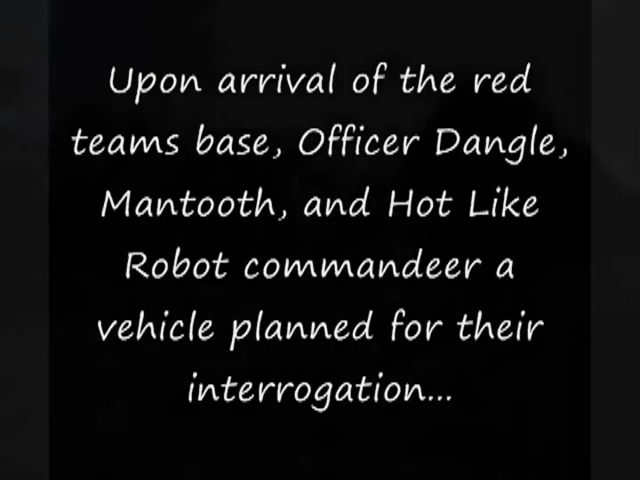 Upon arrival of the red
teams base, Officer Dangle,
Mantooth, and Hot Like
Robot commandeer a
vehicle planned for their
interrogation...